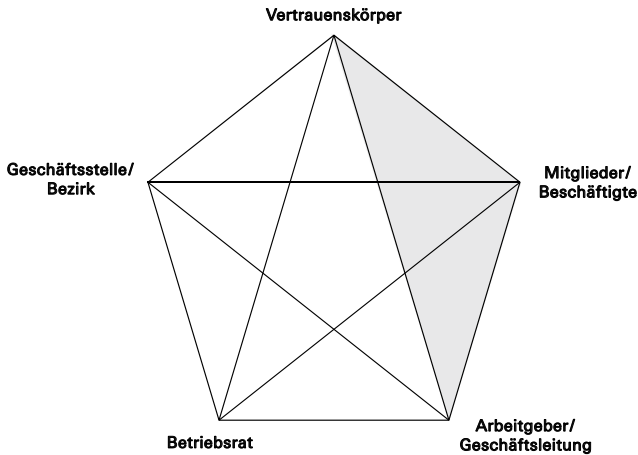 Vertrauenskörper
Geschäftsstelle/
Bezirk
Mitglieder/
Beschäftigte
Betriebsrat
Arbeitgeber/
Geschäftsleitung